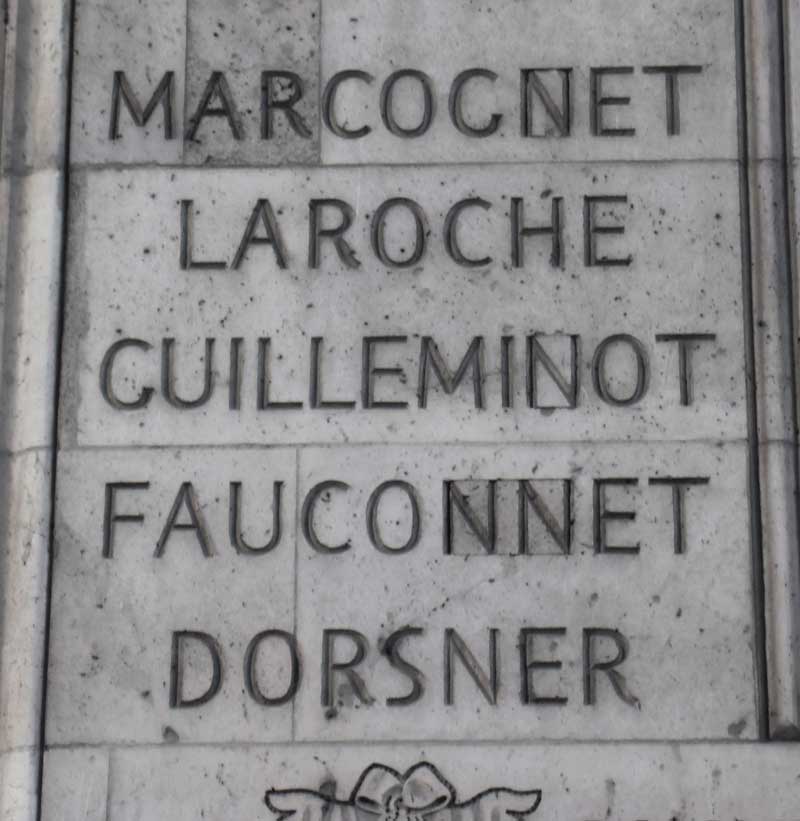 MARCOGNET
LAROCHE
GUILLEMINOT
FAUCONNET
DORSNER